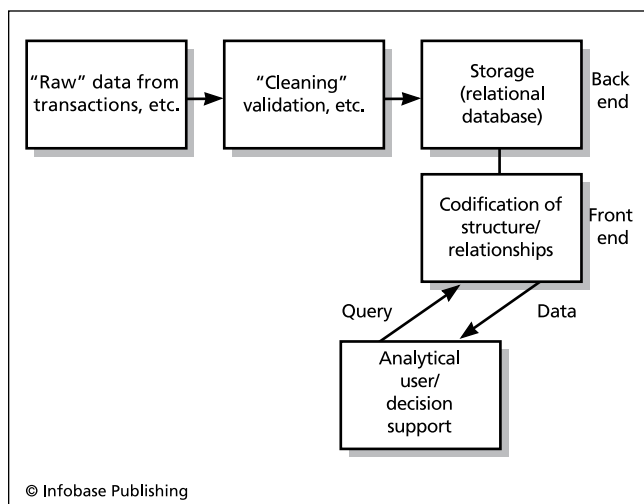 “Raw” data from
transactions, etc.
“Cleaning”
validation, etc.
Storage
(relational
database)
Back
end
Codification of
structure/
relationships
Front
end
Query
Data
Analytical
user/
decision
support
© Infobase Publishing